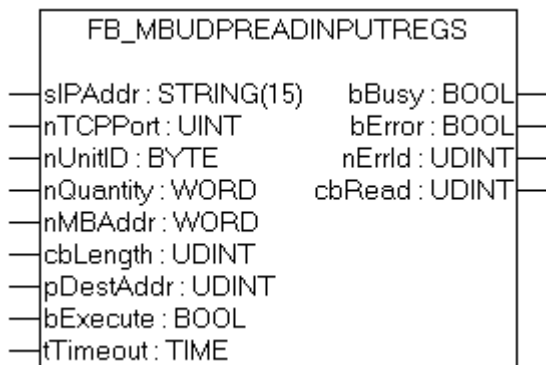 FB_MBUDPREADINPUTREGS
sIPAddr : STRING(15) bBusy : BOOL
nTCPPort : UINT bError : BOOL
nUnitID : BYTE nErrId : UDINT
nQuantity : WORD cbRead : UDINT
nMBAddr : WORD
cbLength : UDINT
pDestAddr : UDINT
bExecute : BOOL
tTimeout : TIME